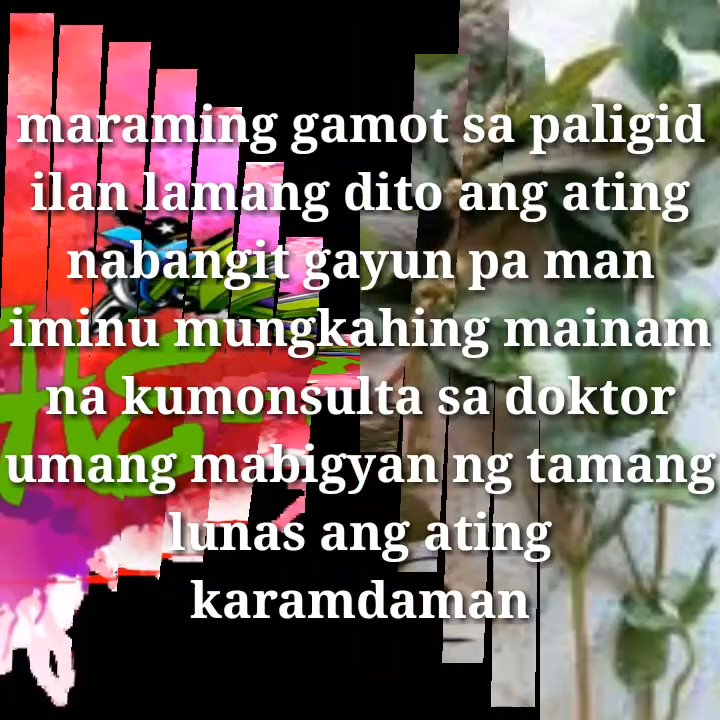 maraming gamot sa paligid
ilan lamang dito ang ating
nabangit gayun pa man
iminu mungkahing mainam
na kumonsulta sa doktor
umang mabigyan ng tamang
lunas ang ating
karamdaman